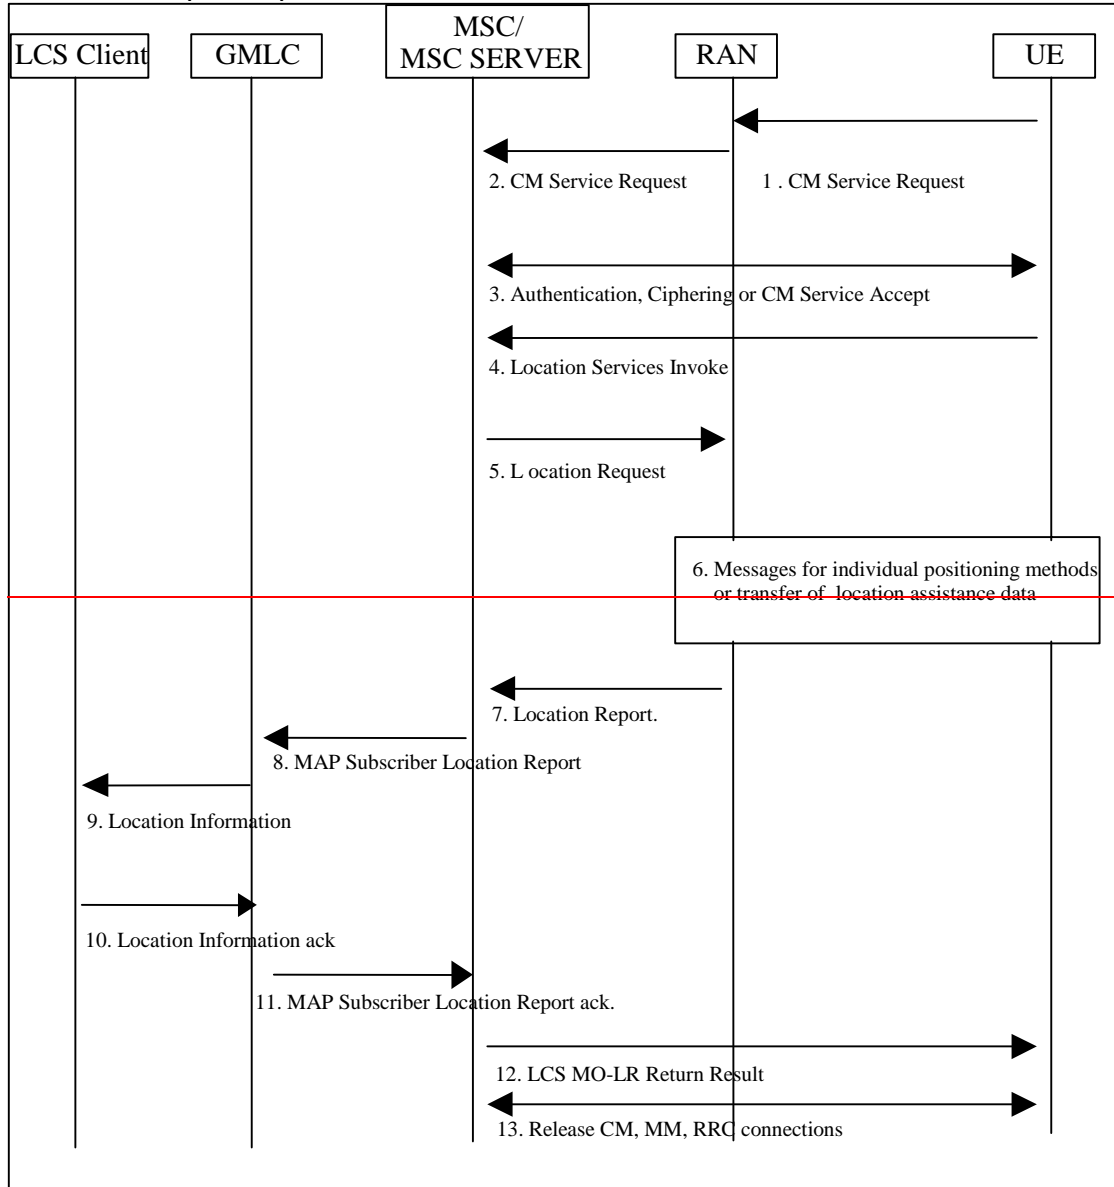 MSC/
LCS Client GMLC MSC SERVER RAN UE
2. CM Service Request 1 . CM Service Request
3. Authentication, Ciphering or CM Service Accept
4. Location Services Invoke
5. L ocation Request
6. Messages for individual positioning methods
or transfer of location assistance data
7. Location Report.
8. MAP Subscriber Location Report
9. Location Information
10. Location Information ack
11. MAP Subscriber Location Report ack.
12. LCS MO-LR Return Result
13. Release CM, MM, RRC connections